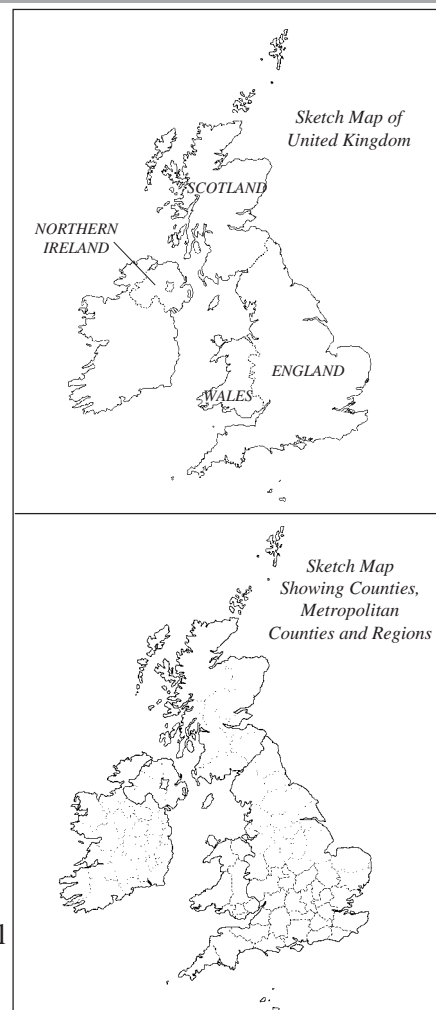 Sketch Map of
United Kingdom
SCOTLAND
NORTHERN
IRELAND
ENGLAND
WALES
Sketch Map
Showing Counties,
Metropolitan
Counties and Regions
l